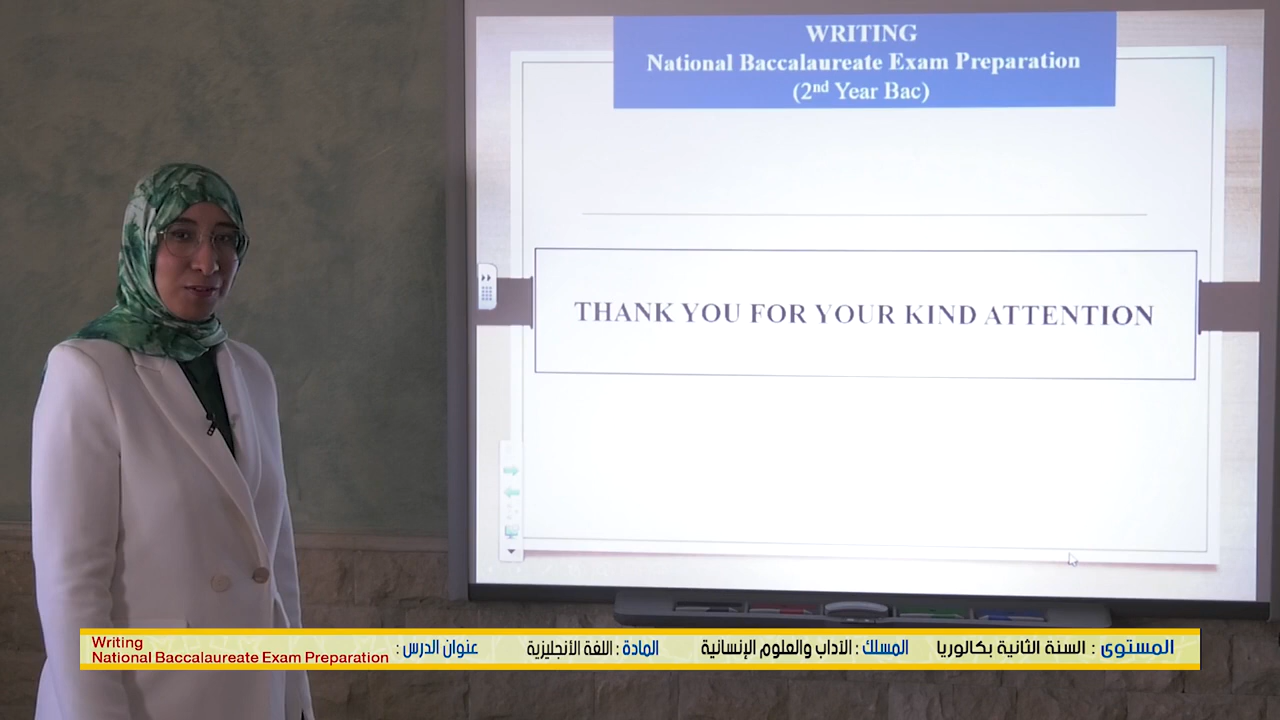 WRITING
National Baccalaureate Exam Preparation
(2nd Year Bac)
THANK YOU FOR YOUR KIND ATTENTION
المستوى : السنة الثانية بكالوريا المسلك : الآداب والعلوم الإنسانية المادة : اللغة الأنجليزية عنوان الدرس :
Writing
National Baccalaureate Exam Preparation